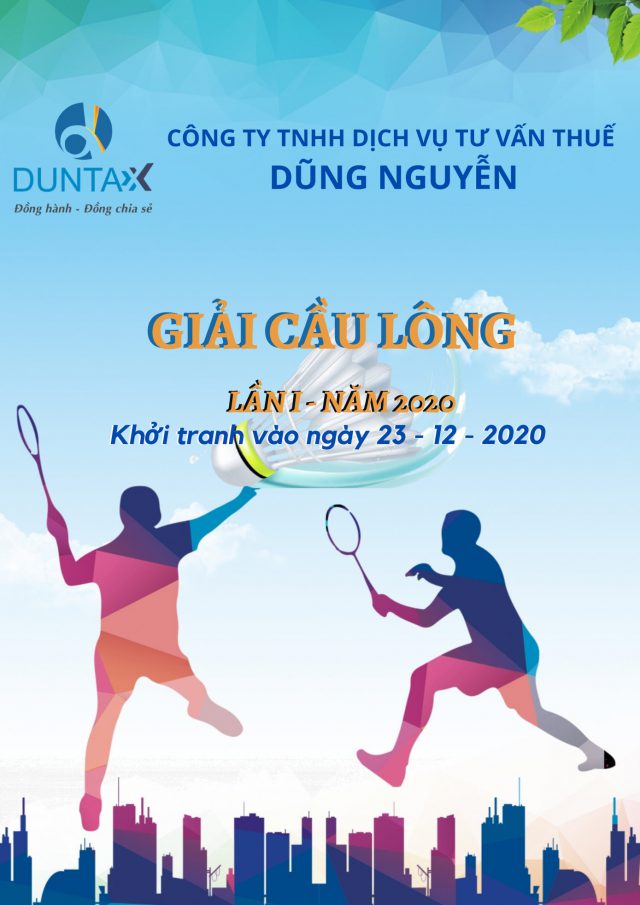 CÔNG TY TNHH DỊCH VỤ TƯ VẤN THUẾ
DŨNG NGUYỄN
DUNTAX
Đồng hành - Đồng chia sẻ
GIẢI CẦU LÔNG
LẦN I - NĂM 2020
Khởi tranh vào ngày 23 - 12 - 2020